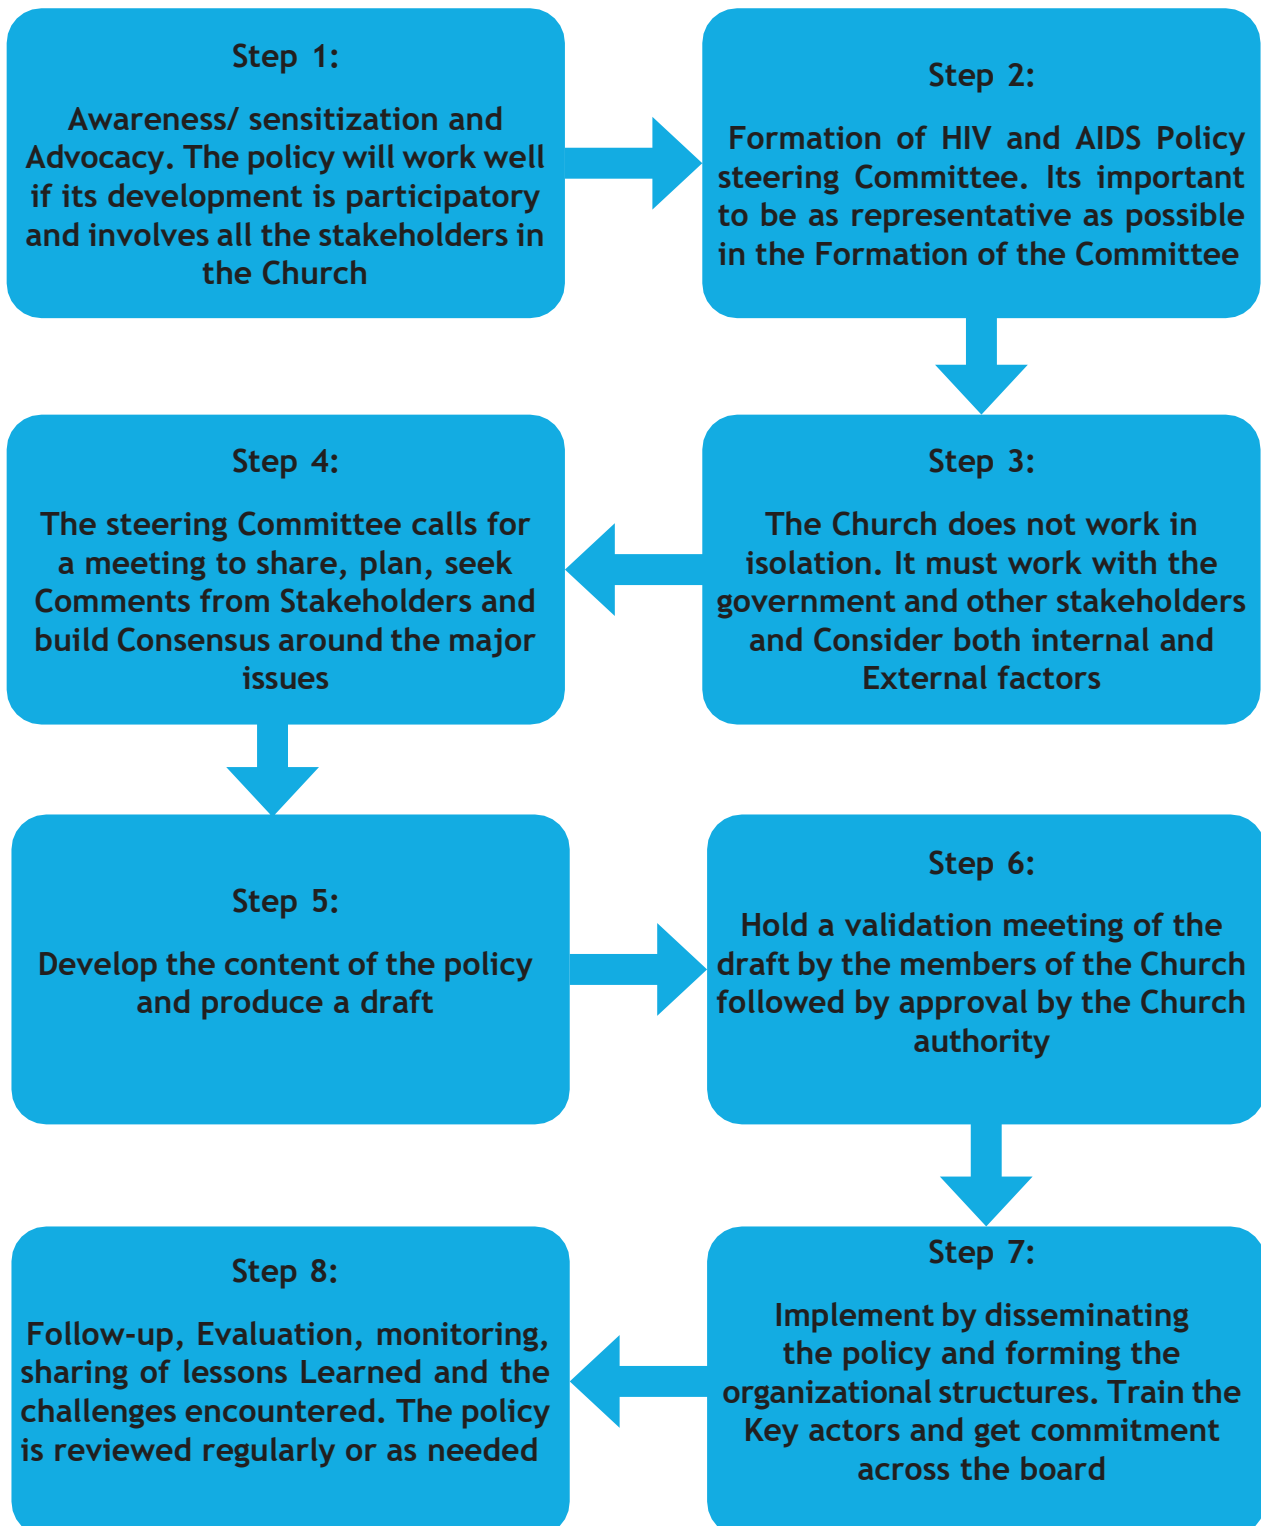 Step 1:
Awareness/ sensitization and
Advocacy. The policy will work well
if its development is participatory
and involves all the stakeholders in
the Church
Step 2:
Formation of HIV and AIDS Policy
steering Committee. Its important
to be as representative as possible
in the Formation of the Committee
Step 3:
The Church does not work in
isolation. It must work with the
government and other stakeholders
and Consider both internal and
External factors
Step 4:
The steering Committee calls for
a meeting to share, plan, seek
Comments from Stakeholders and
build Consensus around the major
issues
Step 5:
Develop the content of the policy
and produce a draft
Step 6:
Hold a validation meeting of the
draft by the members of the Church
followed by approval by the Church
authority
Step 7:
Implement by disseminating
the policy and forming the
organizational structures. Train the
Key actors and get commitment
across the board
Step 8:
Follow-up, Evaluation, monitoring,
sharing of lessons Learned and the
challenges encountered. The policy
is reviewed regularly or as needed